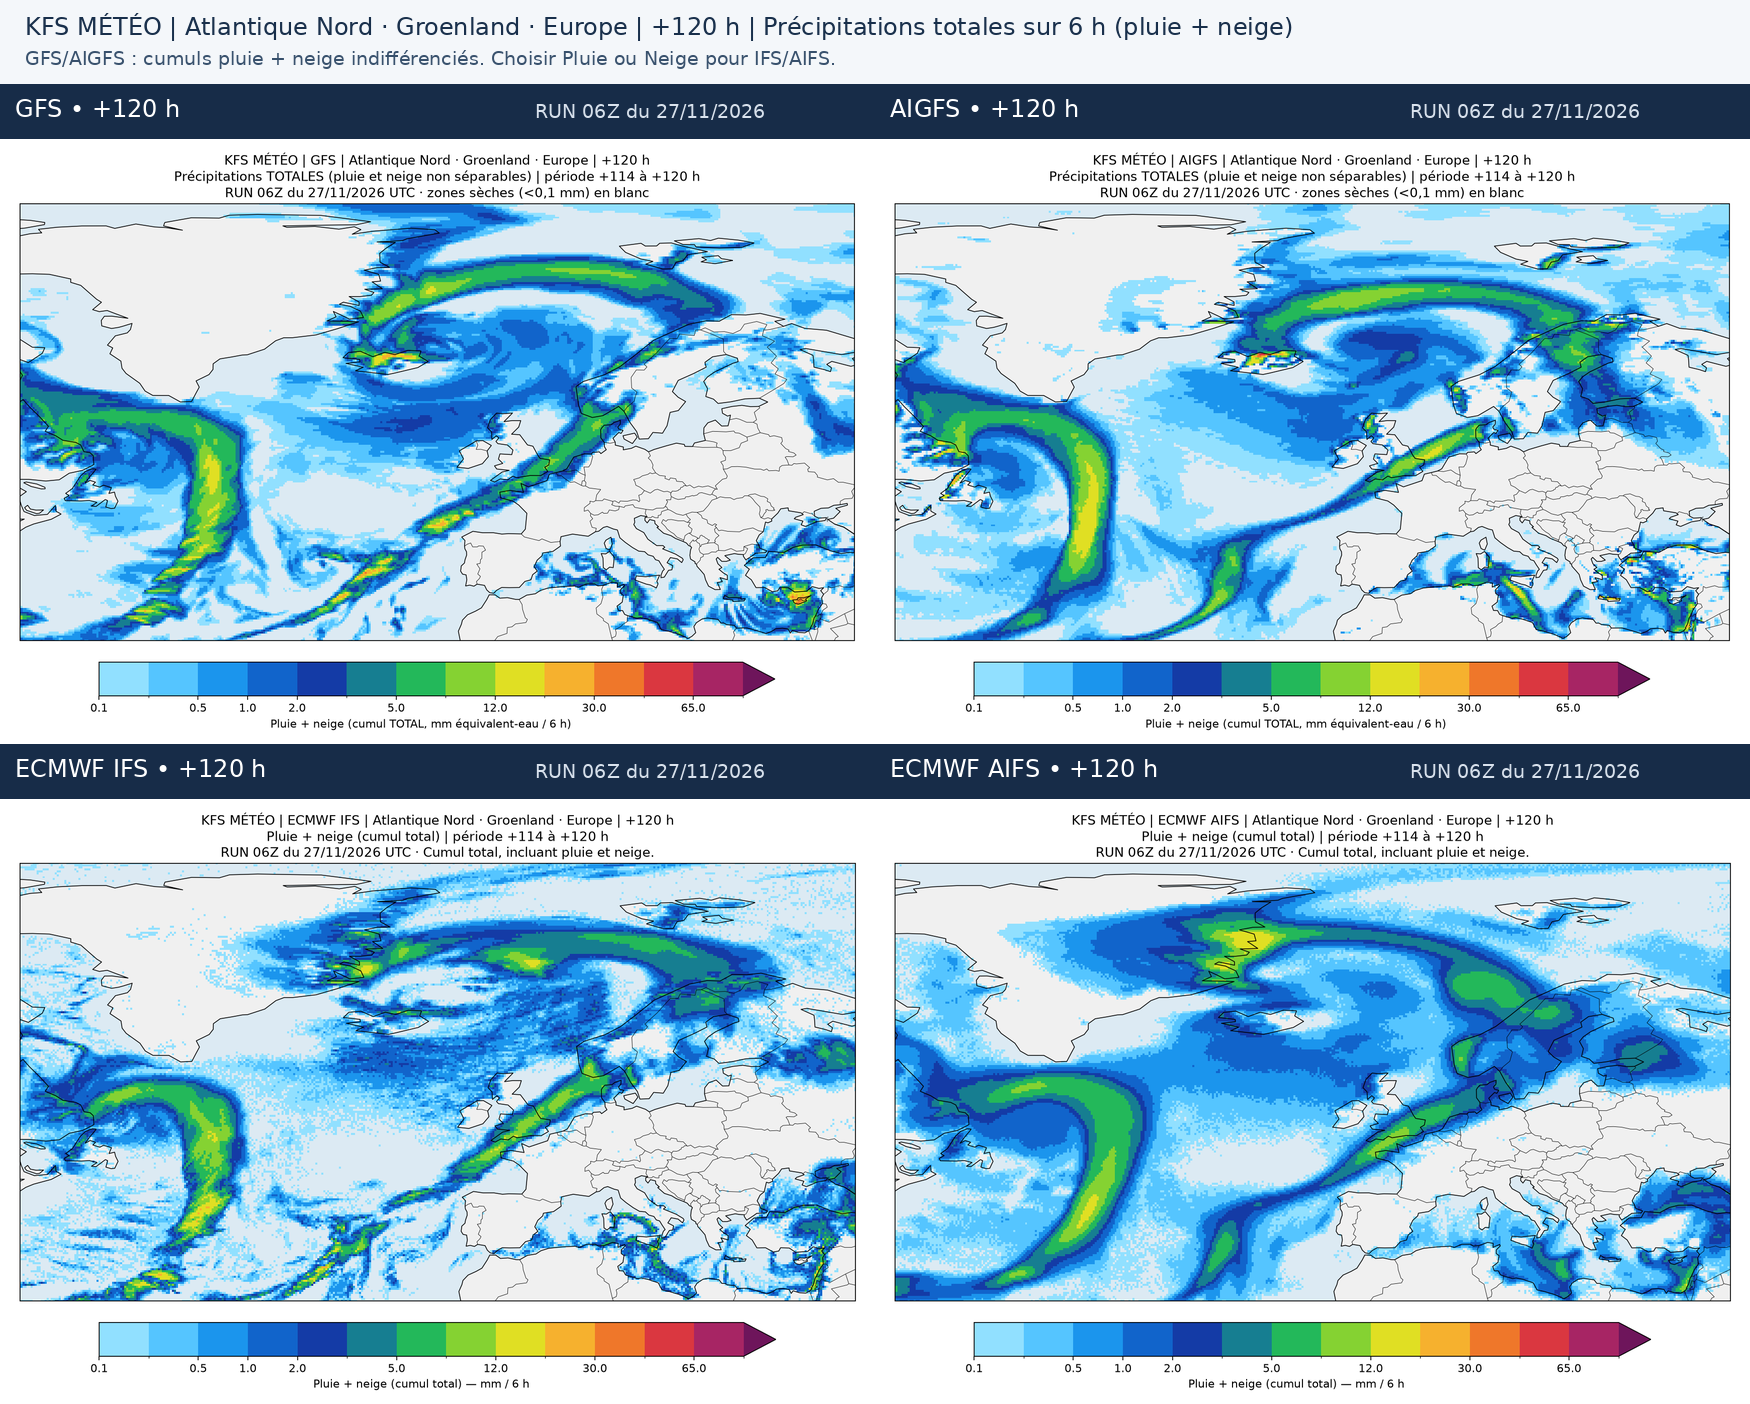 KFS MÉTÉO | Atlantique Nord · Groenland · Europe | +120 h | Précipitations totales sur 6 h (pluie + neige)
GFS/AIGFS : cumuls pluie + neige indifférenciés. Choisir Pluie ou Neige pour IFS/AIFS.
GFS • +120 h RUN 06Z du 27/11/2026
KFS MÉTÉO | GFS | Atlantique Nord · Groenland · Europe | +120 h
Précipitations TOTALES (pluie et neige non séparables) | période +114 à +120 h
RUN 06Z du 27/11/2026 UTC · zones sèches (<0,1 mm) en blanc
0.1 0.5 1.0 2.0 5.0 12.0 30.0 65.0
Pluie + neige (cumul TOTAL, mm équivalent-eau / 6 h)
AIGFS • +120 h RUN 06Z du 27/11/2026
KFS MÉTÉO | AIGFS | Atlantique Nord · Groenland · Europe | +120 h
Précipitations TOTALES (pluie et neige non séparables) | période +114 à +120 h
RUN 06Z du 27/11/2026 UTC · zones sèches (<0,1 mm) en blanc
0.1 0.5 1.0 2.0 5.0 12.0 30.0 65.0
Pluie + neige (cumul TOTAL, mm équivalent-eau / 6 h)
ECMWF IFS • +120 h RUN 06Z du 27/11/2026
KFS MÉTÉO | ECMWF IFS | Atlantique Nord · Groenland · Europe | +120 h
Pluie + neige (cumul total) | période +114 à +120 h
RUN 06Z du 27/11/2026 UTC · Cumul total, incluant pluie et neige.
0.1 0.5 1.0 2.0 5.0 12.0 30.0 65.0
Pluie + neige (cumul total) — mm / 6 h
ECMWF AIFS • +120 h RUN 06Z du 27/11/2026
KFS MÉTÉO | ECMWF AIFS | Atlantique Nord · Groenland · Europe | +120 h
Pluie + neige (cumul total) | période +114 à +120 h
RUN 06Z du 27/11/2026 UTC · Cumul total, incluant pluie et neige.
0.1 0.5 1.0 2.0 5.0 12.0 30.0 65.0
Pluie + neige (cumul total) — mm / 6 h